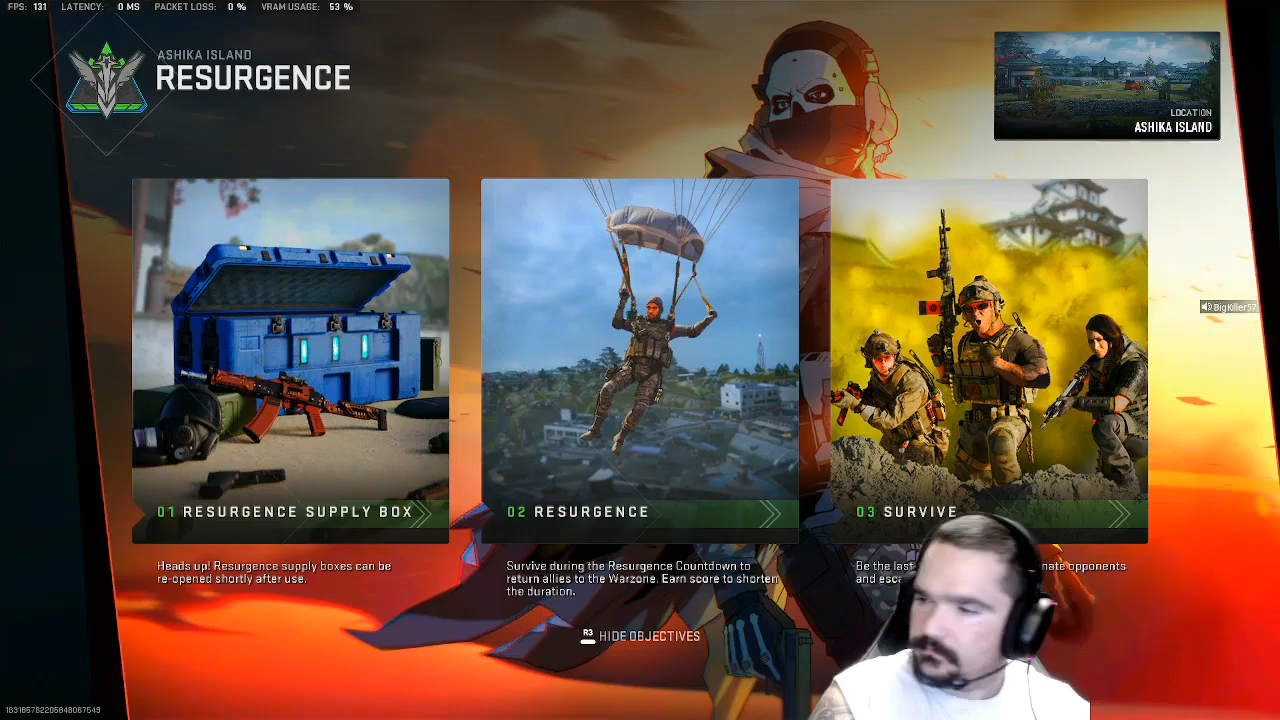 FPS: 131 LATENCY: 0 MS PACKET LOSS: 0 % VRAM USAGE: 53 %
ASHIKA ISLAND
RESURGENCE
LOCATION
ASHIKA ISLAND
BigKiller57
01 RESURGENCE SUPPLY BOX
02 RESURGENCE
03 SURVIVE
Heads up! Resurgence supply boxes can be
re-opened shortly after use.
Survive during the Resurgence Countdown to
return allies to the Warzone. Earn score to shorten
the duration.
Be the last nate opponents
and esca
R3 HIDE OBJECTIVES